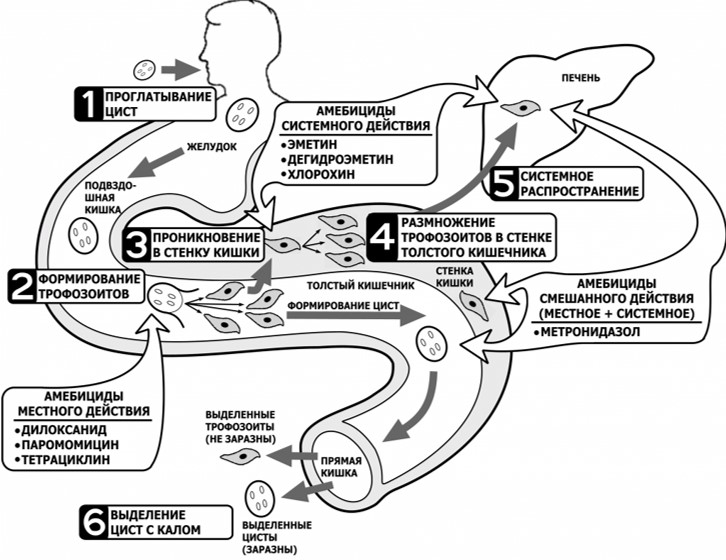 1 ПРОГЛАТЫВАНИЕ
ЦИСТ
ЖЕЛУДОК
ПОДВЗДО-
ШНАЯ
КИШКА
АМЕБИЦИДЫ
СИСТЕМНОГО ДЕЙСТВИЯ
•ЭМЕТИН
•ДЕГИДРОЭМЕТИН
•ХЛОРОХИН
ПЕЧЕНЬ
5 СИСТЕМНОЕ
РАСПРОСТРАНЕНИЕ
3 ПРОНИКНОВЕНИЕ
В СТЕНКУ КИШКИ
4 РАЗМНОЖЕНИЕ
ТРОФОЗОИТОВ В СТЕНКЕ
ТОЛСТОГО КИШЕЧНИКА
2 ФОРМИРОВАНИЕ
ТРОФОЗОИТОВ
ТОЛСТЫЙ КИШЕЧНИК
ФОРМИРОВАНИЕ ЦИСТ
СТЕНКА
КИШКИ
АМЕБИЦИДЫ
СМЕШАННОГО ДЕЙСТВИЯ
(МЕСТНОЕ + СИСТЕМНОЕ)
•МЕТРОНИДАЗОЛ
АМЕБИЦИДЫ
МЕСТНОГО ДЕЙСТВИЯ
•ДИЛОКСАНИД
•ПАРОМОМИЦИН
•ТЕТРАЦИКЛИН
ВЫДЕЛЕННЫЕ
ТРОФОЗОИТЫ
(НЕ ЗАРАЗНЫ)
ПРЯМАЯ
КИШКА
6 ВЫДЕЛЕНИЕ
ЦИСТ С КАЛОМ
ВЫДЕЛЕННЫЕ
ЦИСТЫ
(ЗАРАЗНЫ)